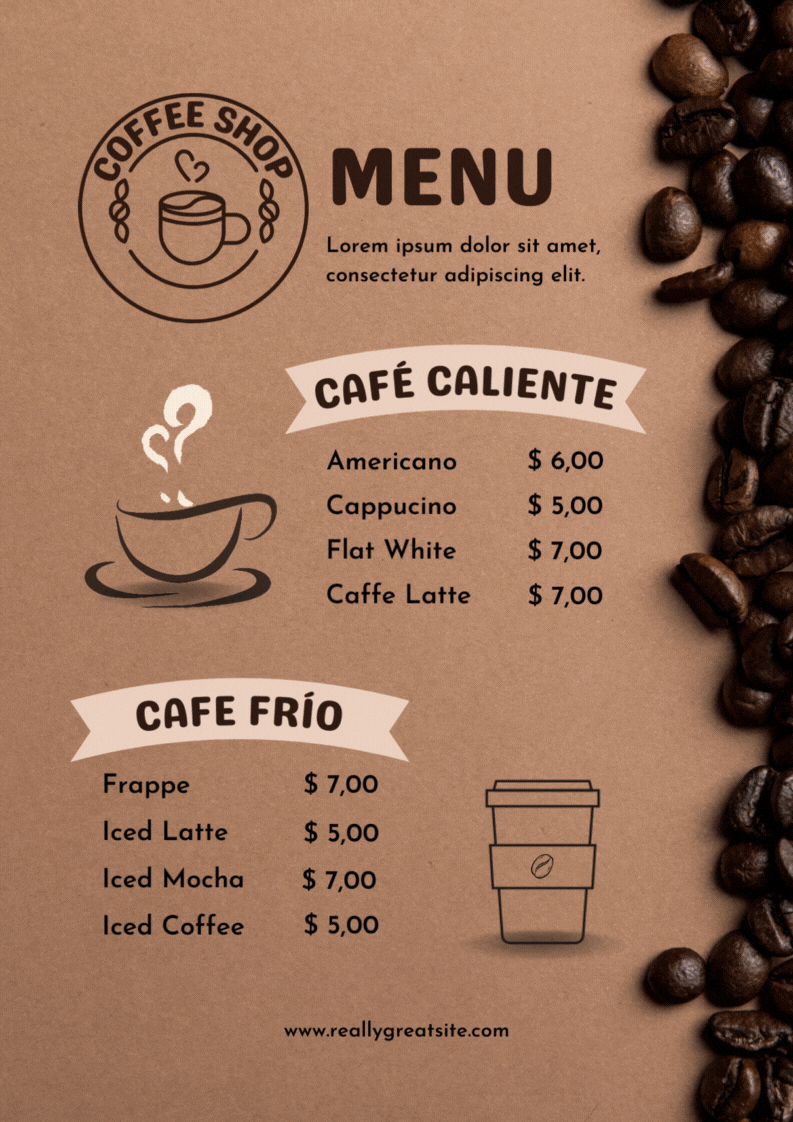 COFFEE SHOP
MENU
Lorem ipsum dolor sit amet,
consectetur adipiscing elit.
CAFÉ CALIENTE
Americano $ 6,00
Cappucino $ 5,00
Flat White $ 7,00
Caffe Latte $ 7,00
CAFE FRÍO
Frappe $ 7,00
Iced Latte $ 5,00
Iced Mocha $ 7,00
Iced Coffee $ 5,00
www.reallygreatsite.com